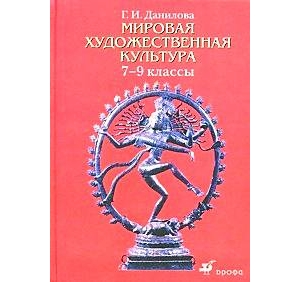 Г. И. Данилова
МИРОВАЯ
ХУДОЖЕСТВЕННАЯ
КУЛЬТУРА
7-9 классы
дрофа